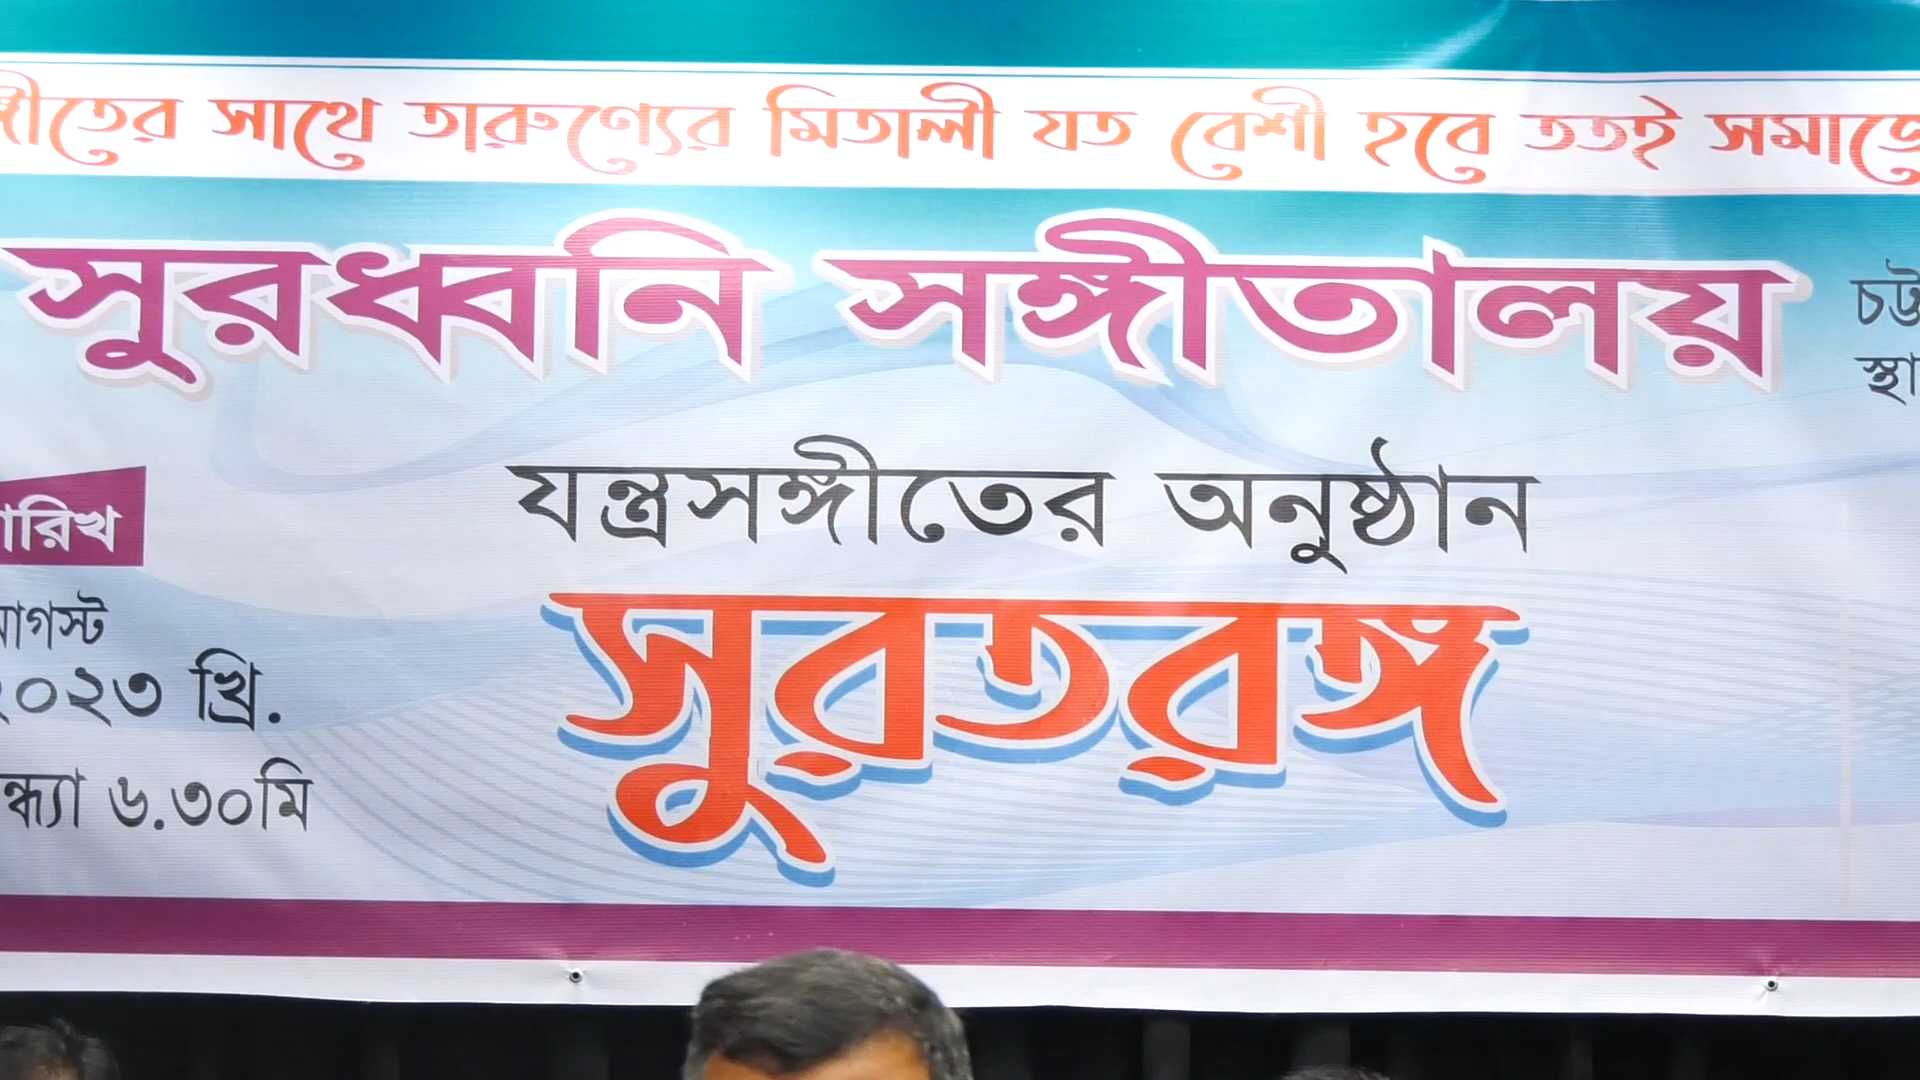 সাথে তারুণ্যের মিতালী যত বেশী হবে ততই
সুরধ্বনি সঙ্গীতালয়
যন্ত্রসঙ্গীতের অনুষ্ঠান
সুরতরঙ্গ
২০২৩ খ্রি.
৬.৩০মি